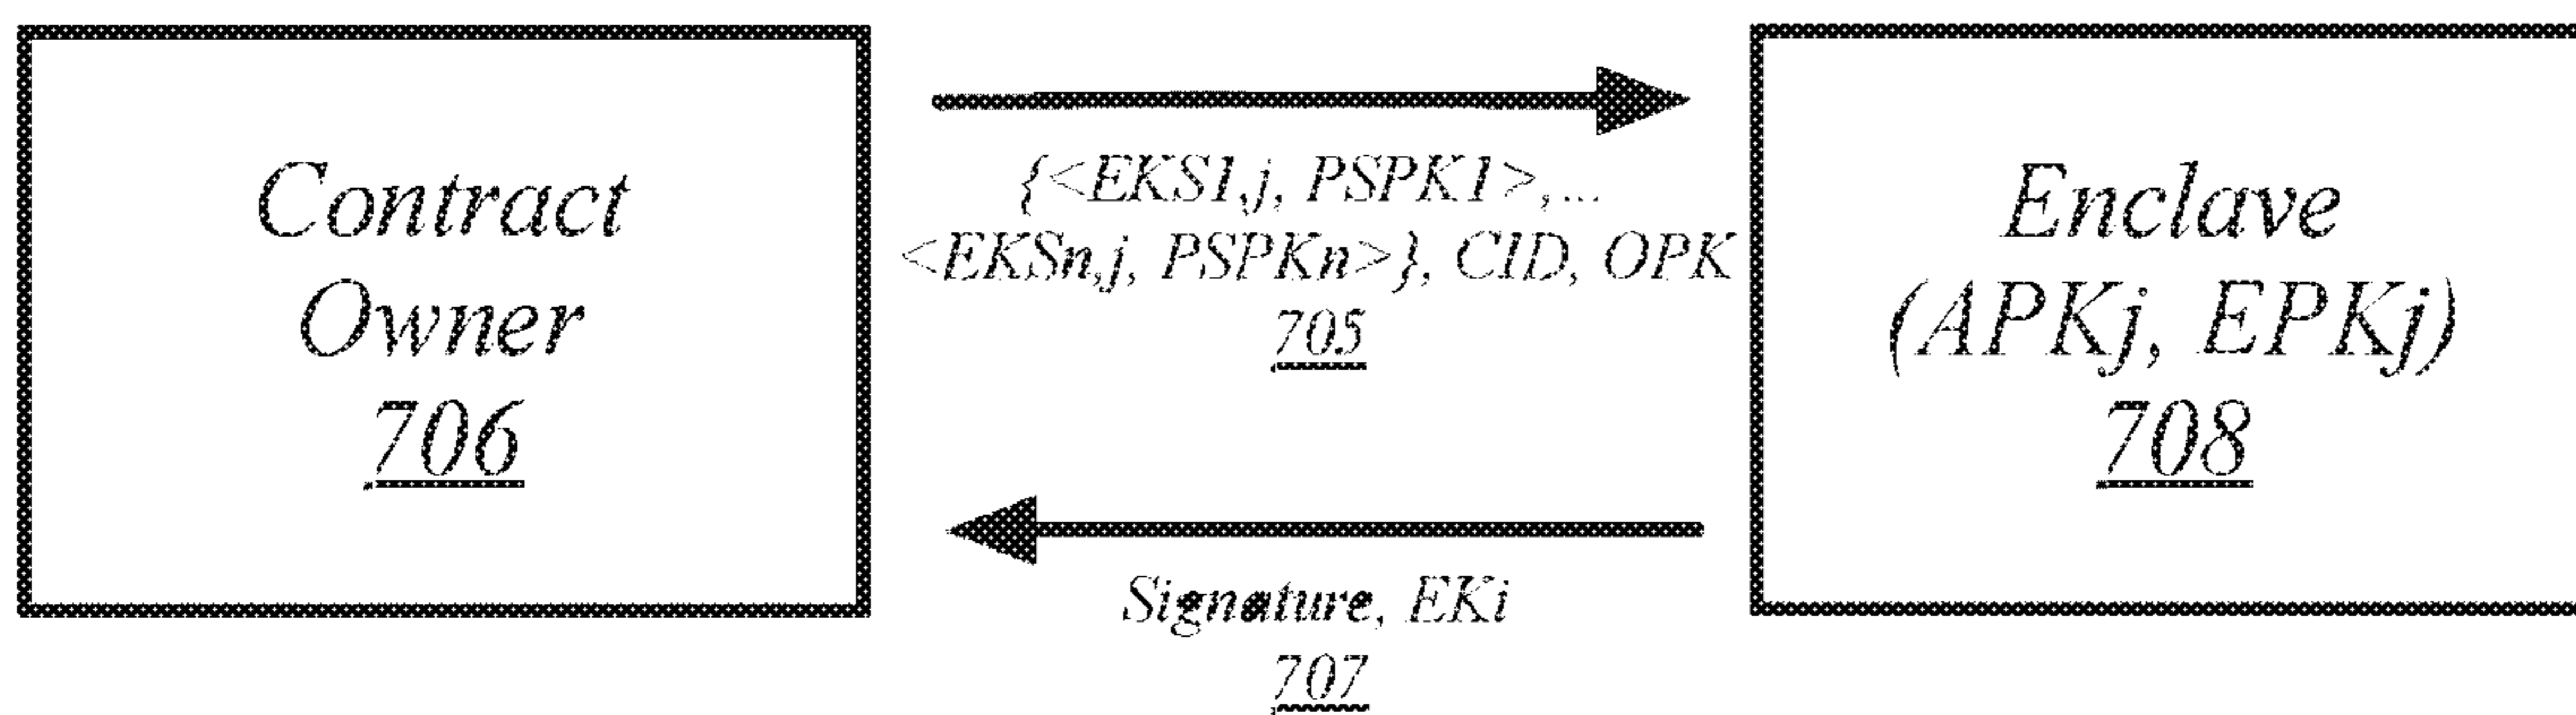 Contract
Owner
706
{<EKS1,j, PSPK1>,...
<EKSn,j, PSPKn>}, CID, OPK
705
Signature, EKi
707
Enclave
(APKj, EPKj)
708